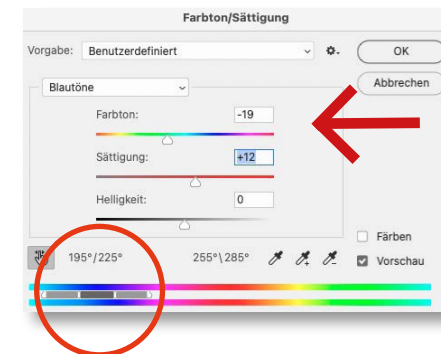 Farbton/Sättigung
Vorgabe: Benutzerdefiniert OK
Blautöne Abbrechen
Farbton: -19
Sättigung: +12
Helligkeit: 0
Färben
195°/225° 255°\285° Vorschau